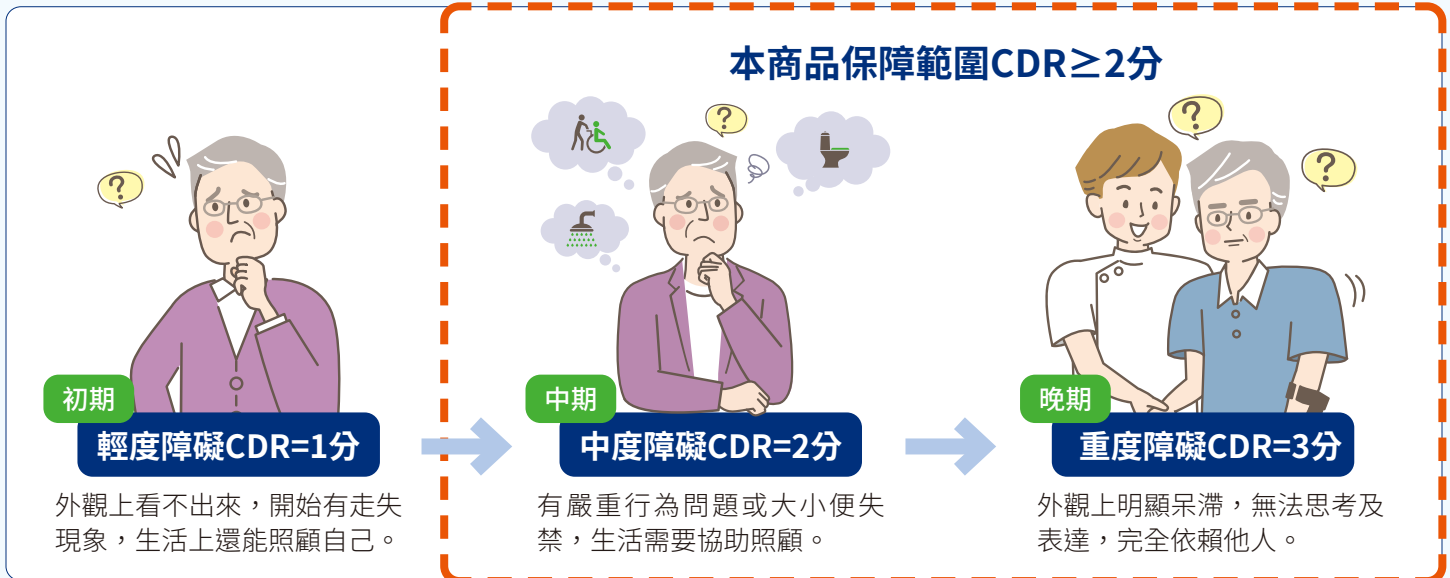 本商品保障範圍CDR≧2分
?
?
?
?
初期
輕度障礙CDR=1分
外觀上看不出來，開始有走失
現象，生活上還能照顧自己。
中期
中度障礙CDR=2分
有嚴重行為問題或大小便失
禁，生活需要協助照顧。
晚期
重度障礙CDR=3分
外觀上明顯呆滯，無法思考及
表達，完全依賴他人。